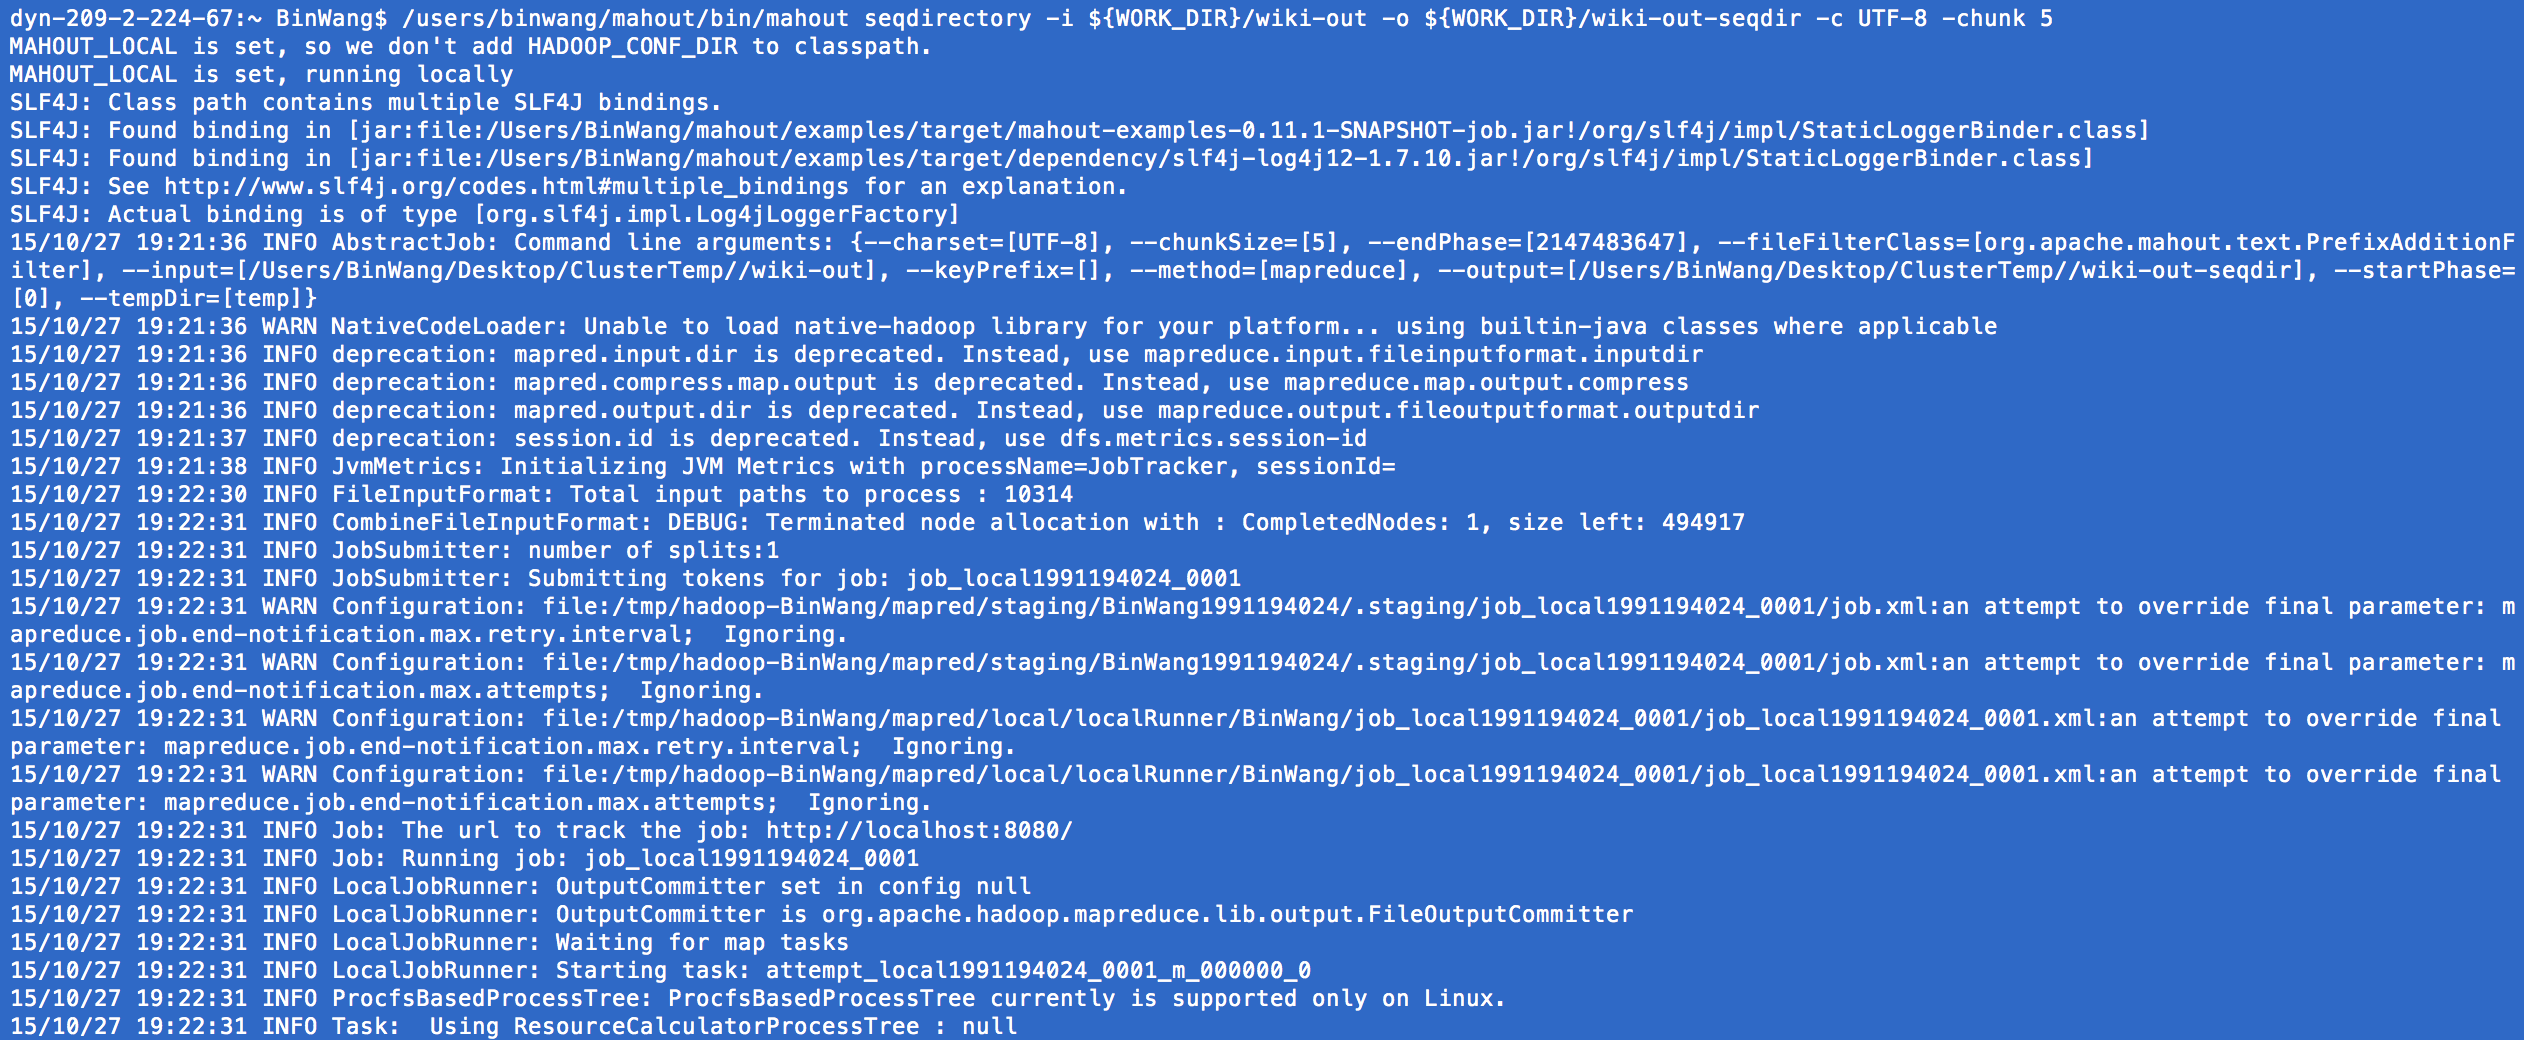 dyn-209-2-224-67:~ BinWang$ /users/binwang/mahout/bin/mahout seqdirectory -i ${WORK_DIR}/wiki-out -o ${WORK_DIR}/wiki-out-seqdir -c UTF-8 -chunk 5
MAHOUT_LOCAL is set, so we don't add HADOOP_CONF_DIR to classpath.
MAHOUT_LOCAL is set, running locally
SLF4J: Class path contains multiple SLF4J bindings.
SLF4J: Found binding in [jar:file:/Users/BinWang/mahout/examples/target/mahout-examples-0.11.1-SNAPSHOT-job.jar!/org/slf4j/impl/StaticLoggerBinder.class]
SLF4J: Found binding in [jar:file:/Users/BinWang/mahout/examples/target/dependency/slf4j-log4j12-1.7.10.jar!/org/slf4j/impl/StaticLoggerBinder.class]
SLF4J: See http://www.slf4j.org/codes.html#multiple_bindings for an explanation.
SLF4J: Actual binding is of type [org.slf4j.impl.Log4jLoggerFactory]
15/10/27 19:21:36 INFO AbstractJob: Command line arguments: {--charset=[UTF-8], --chunkSize=[5], --endPhase=[2147483647], --fileFilterClass=[org.apache.mahout.text.PrefixAdditionF
ilter], --input=[/Users/BinWang/Desktop/ClusterTemp//wiki-out], --keyPrefix=[], --method=[mapreduce], --output=[/Users/BinWang/Desktop/ClusterTemp//wiki-out-seqdir], --startPhase=
[0], --tempDir=[temp]}
15/10/27 19:21:36 WARN NativeCodeLoader: Unable to load native-hadoop library for your platform... using builtin-java classes where applicable
15/10/27 19:21:36 INFO deprecation: mapred.input.dir is deprecated. Instead, use mapreduce.input.fileinputformat.inputdir
15/10/27 19:21:36 INFO deprecation: mapred.compress.map.output is deprecated. Instead, use mapreduce.map.output.compress
15/10/27 19:21:36 INFO deprecation: mapred.output.dir is deprecated. Instead, use mapreduce.output.fileoutputformat.outputdir
15/10/27 19:21:37 INFO deprecation: session.id is deprecated. Instead, use dfs.metrics.session-id
15/10/27 19:21:38 INFO JvmMetrics: Initializing JVM Metrics with processName=JobTracker, sessionId=
15/10/27 19:22:30 INFO FileInputFormat: Total input paths to process : 10314
15/10/27 19:22:31 INFO CombineFileInputFormat: DEBUG: Terminated node allocation with : CompletedNodes: 1, size left: 494917
15/10/27 19:22:31 INFO JobSubmitter: number of splits:1
15/10/27 19:22:31 INFO JobSubmitter: Submitting tokens for job: job_local1991194024_0001
15/10/27 19:22:31 WARN Configuration: file:/tmp/hadoop-BinWang/mapred/staging/BinWang1991194024/.staging/job_local1991194024_0001/job.xml:an attempt to override final parameter: m
apreduce.job.end-notification.max.retry.interval;  Ignoring.
15/10/27 19:22:31 WARN Configuration: file:/tmp/hadoop-BinWang/mapred/staging/BinWang1991194024/.staging/job_local1991194024_0001/job.xml:an attempt to override final parameter: m
apreduce.job.end-notification.max.attempts;  Ignoring.
15/10/27 19:22:31 WARN Configuration: file:/tmp/hadoop-BinWang/mapred/local/localRunner/BinWang/job_local1991194024_0001/job_local1991194024_0001.xml:an attempt to override final
parameter: mapreduce.job.end-notification.max.retry.interval;  Ignoring.
15/10/27 19:22:31 WARN Configuration: file:/tmp/hadoop-BinWang/mapred/local/localRunner/BinWang/job_local1991194024_0001/job_local1991194024_0001.xml:an attempt to override final
parameter: mapreduce.job.end-notification.max.attempts;  Ignoring.
15/10/27 19:22:31 INFO Job: The url to track the job: http://localhost:8080/
15/10/27 19:22:31 INFO Job: Running job: job_local1991194024_0001
15/10/27 19:22:31 INFO LocalJobRunner: OutputCommitter set in config null
15/10/27 19:22:31 INFO LocalJobRunner: OutputCommitter is org.apache.hadoop.mapreduce.lib.output.FileOutputCommitter
15/10/27 19:22:31 INFO LocalJobRunner: Waiting for map tasks
15/10/27 19:22:31 INFO LocalJobRunner: Starting task: attempt_local1991194024_0001_m_000000_0
15/10/27 19:22:31 INFO ProcfsBasedProcessTree: ProcfsBasedProcessTree currently is supported only on Linux.
15/10/27 19:22:31 INFO Task:  Using ResourceCalculatorProcessTree : null